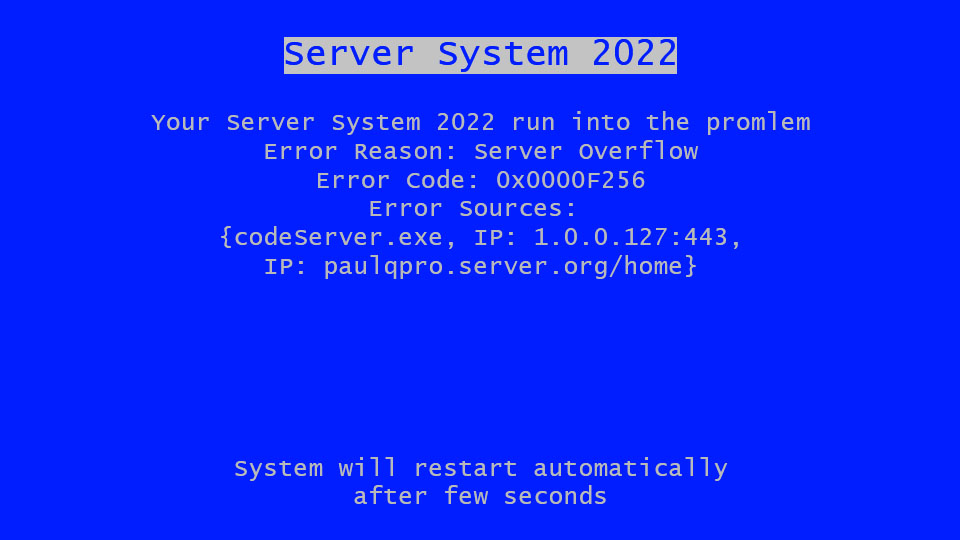 Server System 2022
Your Server System 2022 run into the promlem
Error Reason: Server Overflow
Error Code: 0x0000F256
Error Sources:
{codeServer.exe, IP: 1.0.0.127:443,
IP: paulqpro.server.org/home}
System will restart automatically
after few seconds